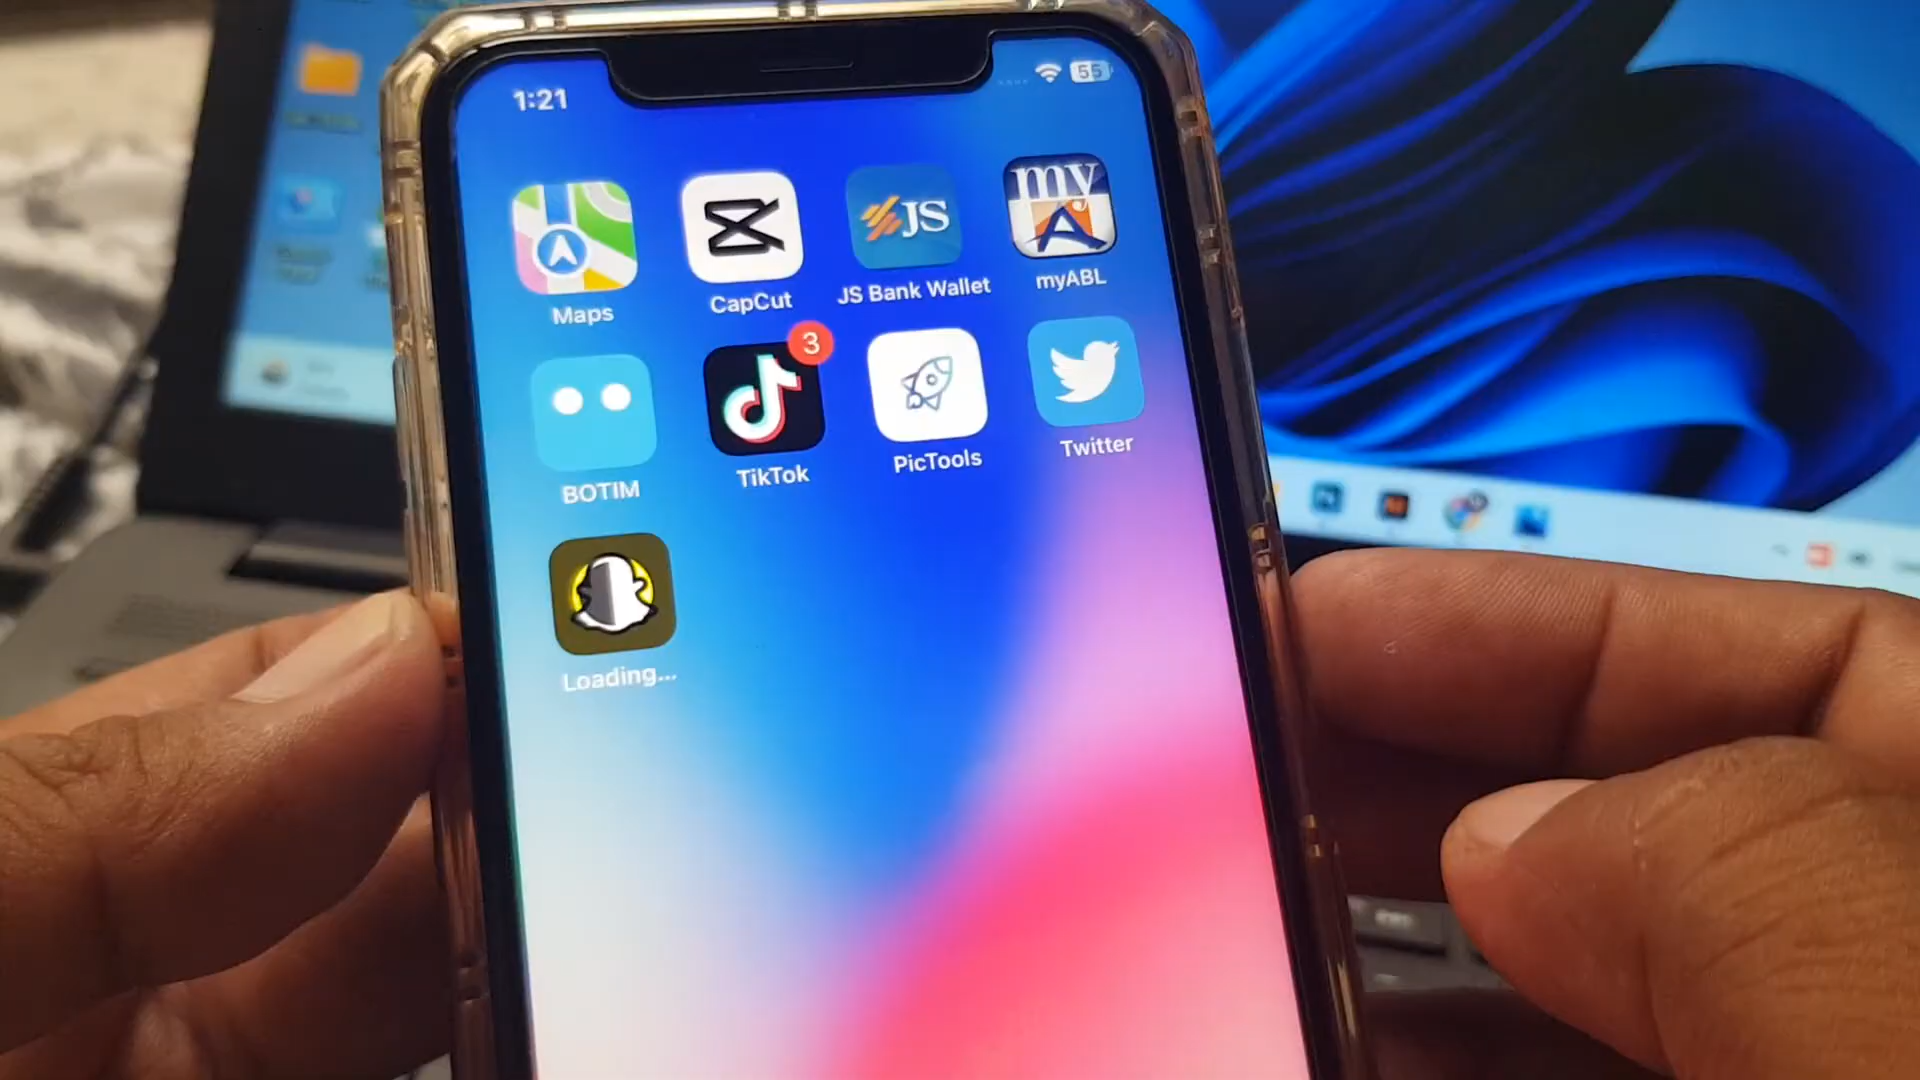 1:21
55
my
JS
Maps
CapCut
JS Bank Wallet
myABL
3
BOTIM
TikTok
PicTools
Twitter
Loading...